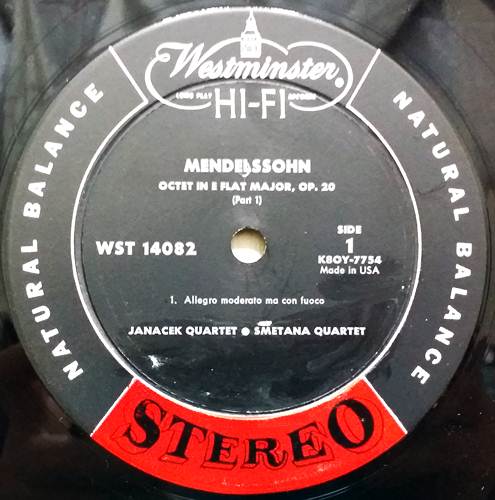 Westminster
LONG PLAY RECORDS
HI-FI
NATURAL BALANCE
NATURAL BALANCE
MENDELSSOHN
OCTET IN E FLAT MAJOR, OP. 20
(Part 1)
WST 14082
SIDE
1
K8OY-7754
Made in USA
1. Allegro moderato ma con fuoco
JANACEK QUARTET SMETANA QUARTET
STEREO